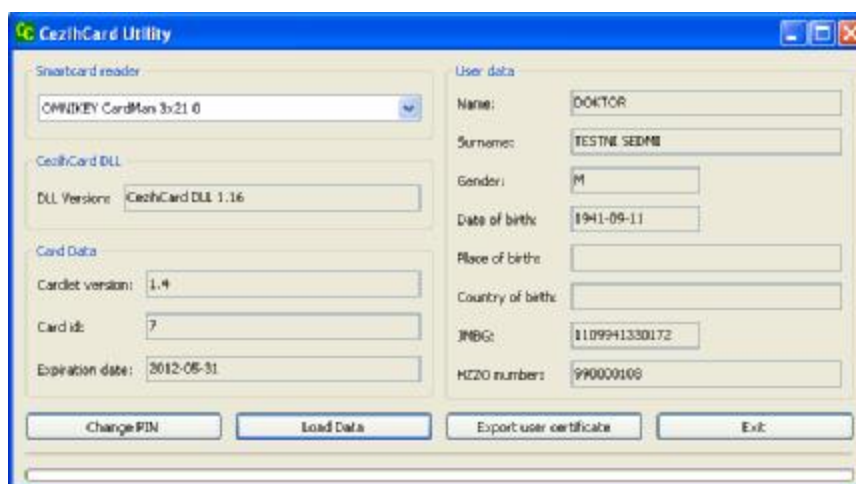 CezihCard Utility
Smartcard reader
OMNIKEY CardMan 3x21 0
CezihCard DLL
DLL Version: CezihCard DLL 1.16
Card Data
Cardlet version: 1.4
Card id: 7
Expiration date: 2012-05-31
User data
Name: DOKTOR
Surname: TESTNI SEDMI
Gender: M
Date of birth: 1941-09-11
Place of birth:
Country of birth:
JMBG: 1109941330172
HZZO number: 990000108
Change PIN
Load Data
Export user certificate
Exit